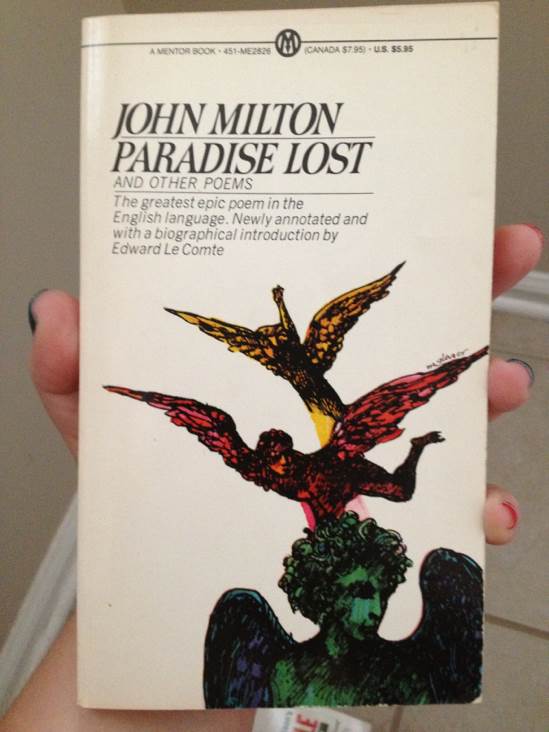 A MENTOR BOOK • 451-ME2826 (CANADA $7.95) • U.S. $5.95
JOHN MILTON
PARADISE LOST
AND OTHER POEMS
The greatest epic poem in the
English language. Newly annotated and
with a biographical introduction by
Edward Le Comte